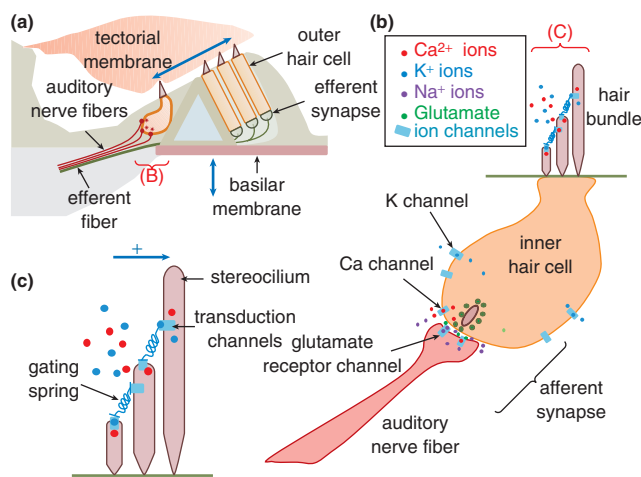 (a)
tectorial
membrane
outer
hair cell
auditory
nerve fibers
efferent
synapse
(B)
efferent
fiber
basilar
membrane
(b)
Ca2+ ions
K+ ions
Na+ ions
Glutamate
ion channels
(C)
hair
bundle
K channel
inner
hair cell
Ca channel
glutamate
receptor channel
afferent
synapse
auditory
nerve fiber
(c)
+
stereocilium
transduction
channels
gating
spring